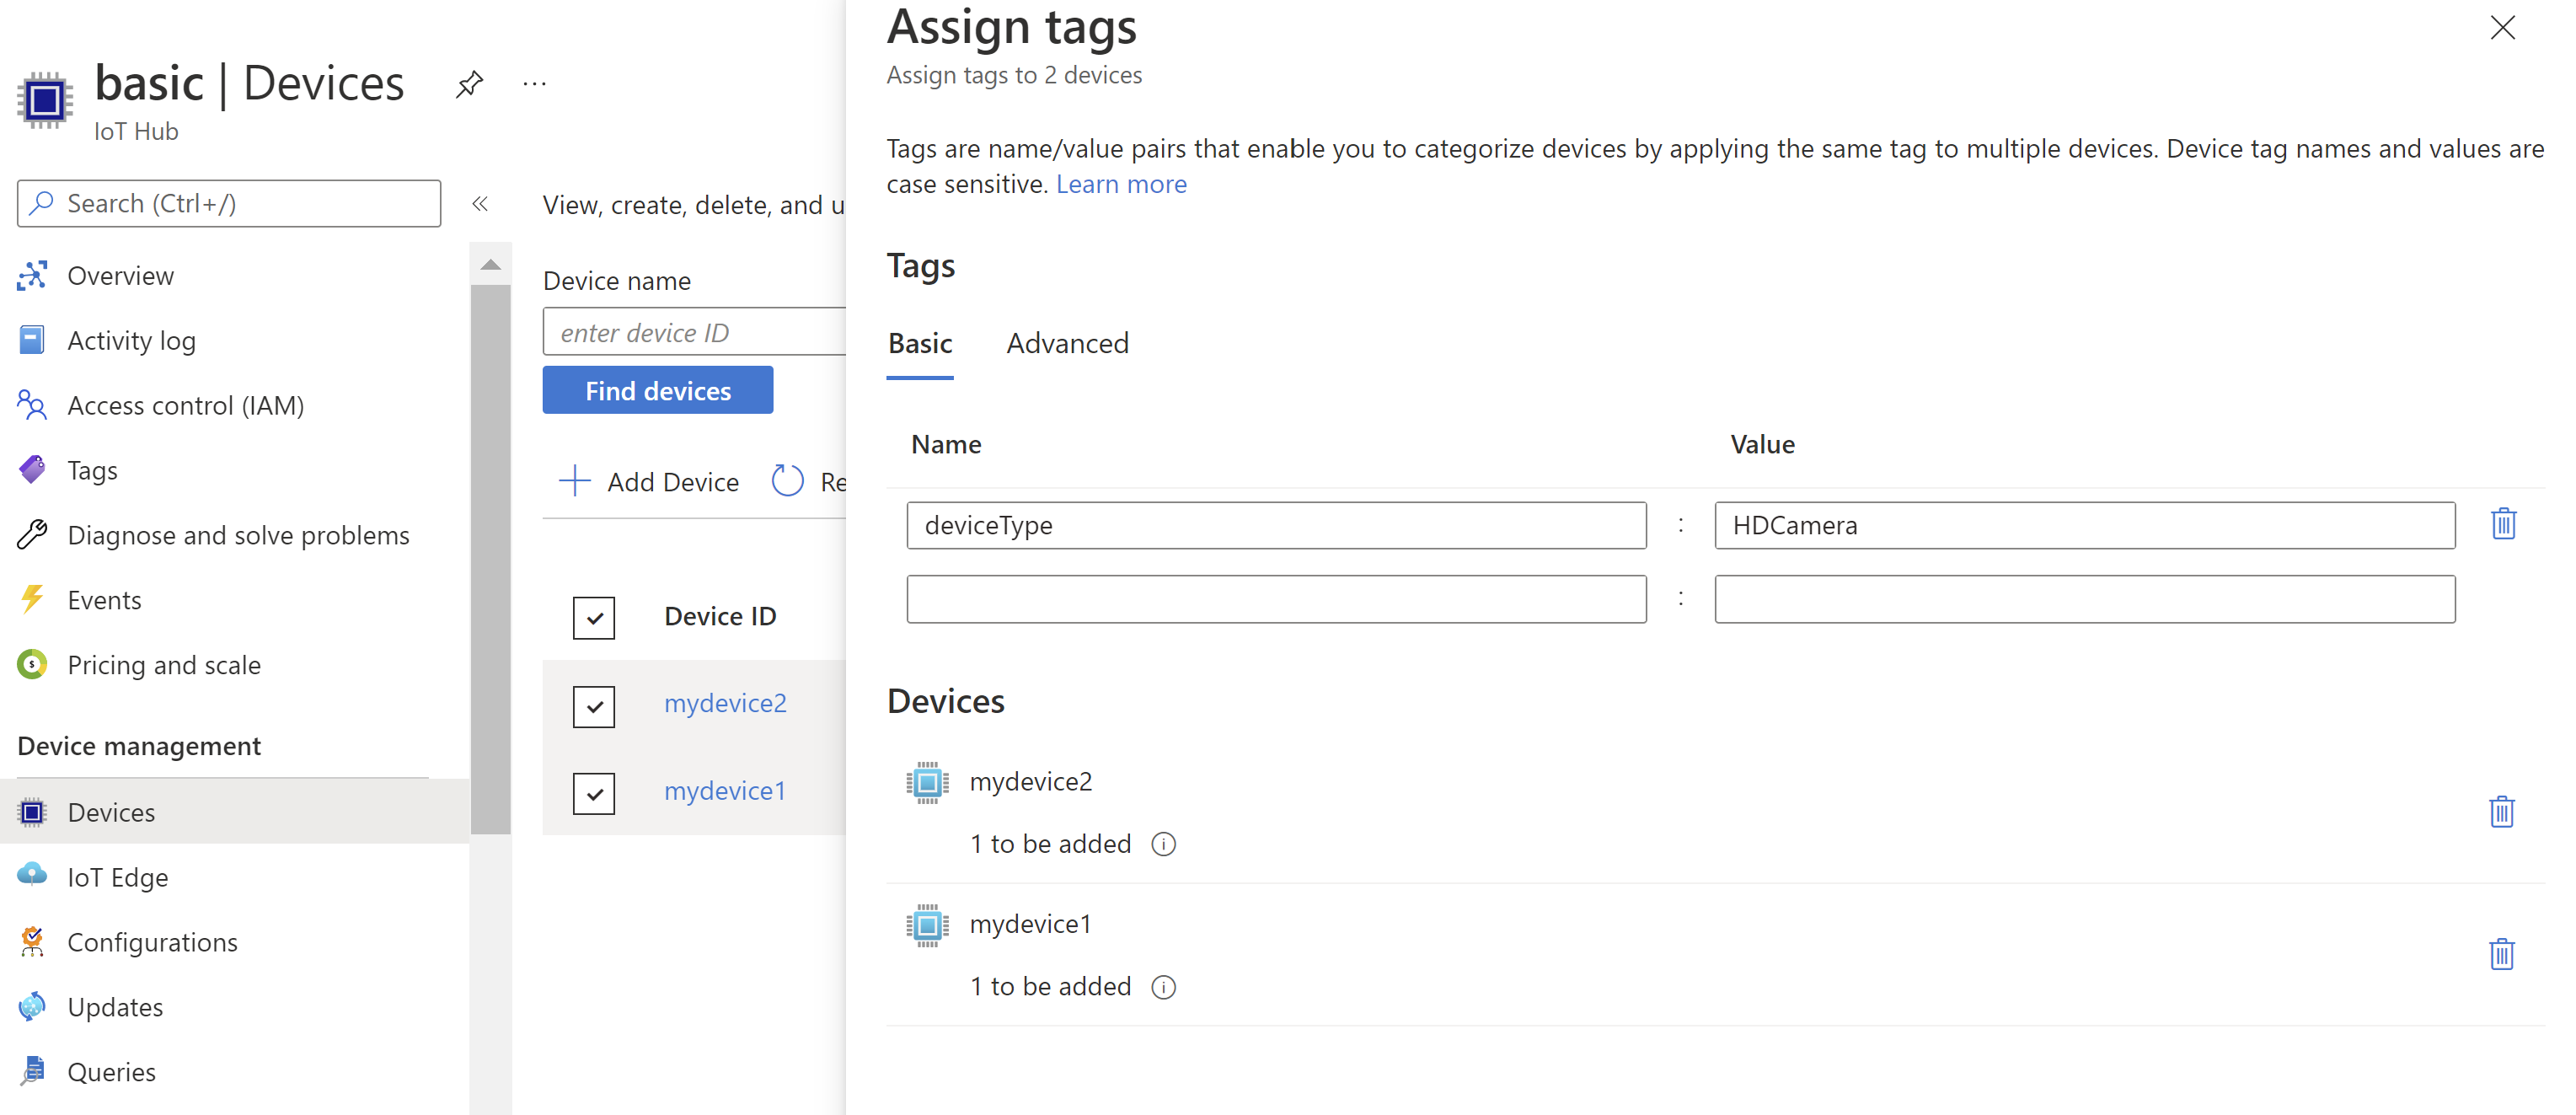 basic | Devices
...
IoT Hub
Search (Ctrl+/)
«
Overview
Activity log
Access control (IAM)
Tags
Diagnose and solve problems
Events
Pricing and scale
Device management
Devices
IoT Edge
Configurations
Updates
Queries
View, create, delete, and u
Device name
enter device ID
Find devices
Add Device
Re
Device ID
mydevice2
mydevice1
Assign tags
Assign tags to 2 devices
Tags are name/value pairs that enable you to categorize devices by applying the same tag to multiple devices. Device tag names and values are
case sensitive. Learn more
Tags
Basic Advanced
Name Value
deviceType : HDCamera
:
Devices
mydevice2
1 to be added
mydevice1
1 to be added